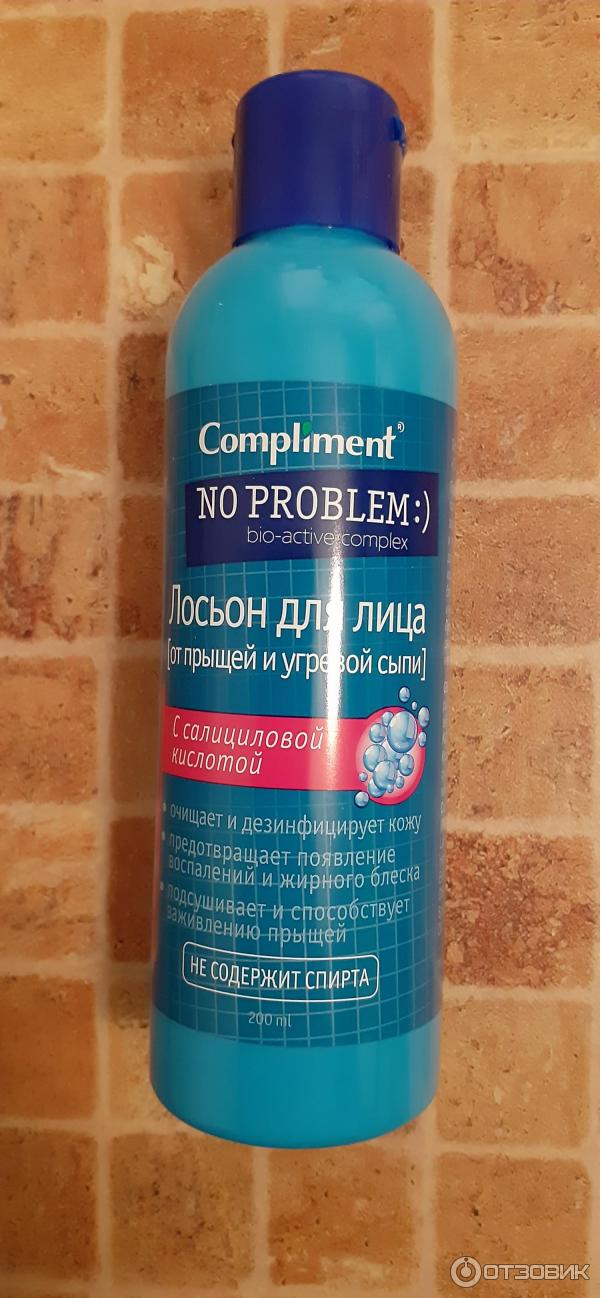 Compliment®
NO PROBLEM:)
bio-active complex
Лосьон для лица
[от прыщей и угревой сыпи]
С салициловой
кислотой
• очищает и дезинфицирует кожу
• предотвращает появление
воспалений и жирного блеска
• подсушивает и способствует
заживлению прыщей
НЕ СОДЕРЖИТ СПИРТА
200 ml
ОТЗОВИК